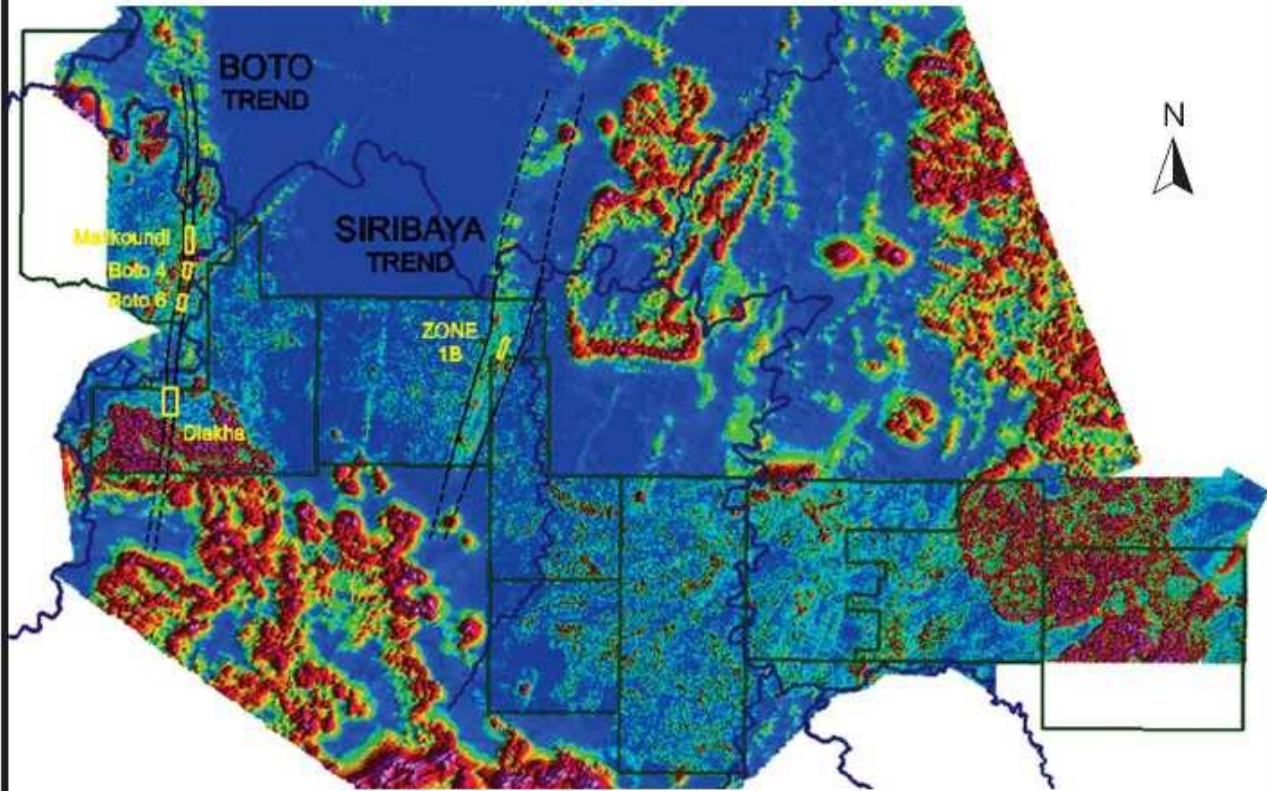 BOTO
TREND
N
SIRIBAYA
TREND
Malikoundi
Boto 4
Boto 6
ZONE
1B
Diakha